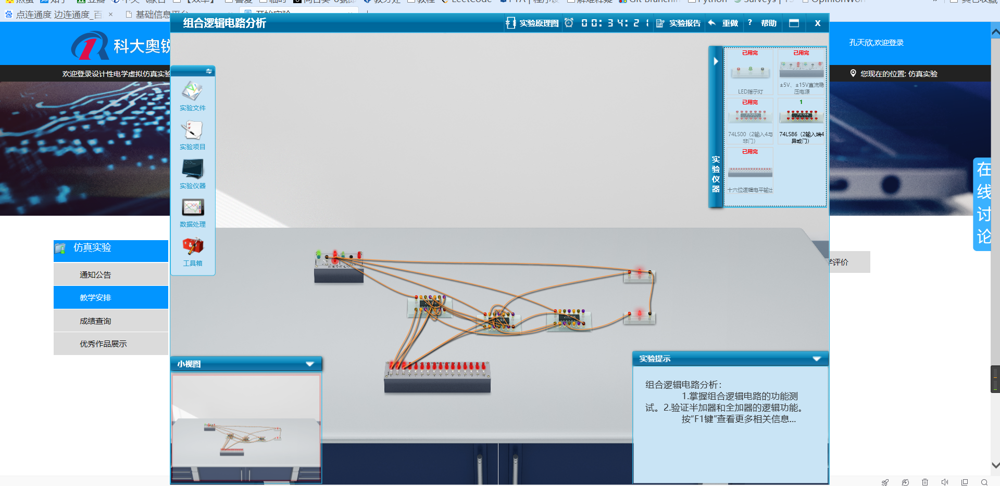 点连通度 边连通度_百 ×
基础信息平台
开始实验
组合逻辑电路分析
实验原理图
00:34:21
实验报告
重做
? 帮助
X
科大奥锐
孔天欣,欢迎登录
欢迎登录设计性电学虚拟仿真实验
您现在的位置: 仿真实验
实验文件
实验项目
实验仪器
数据处理
工具箱
实验仪器
已用完
LED指示灯
已用完
±5V、±15V直流稳
压电源
已用完
74LS00（2输入4与
非门）
1
74LS86（2输入端4
异或门）
已用完
十六位逻辑电平输出
在线讨论
仿真实验
通知公告
教学安排
成绩查询
优秀作品展示
学评价
小视图
实验提示
组合逻辑电路分析：
1.掌握组合逻辑电路的功能测
试。2.验证半加器和全加器的逻辑功能。
按“F1键”查看更多相关信息...